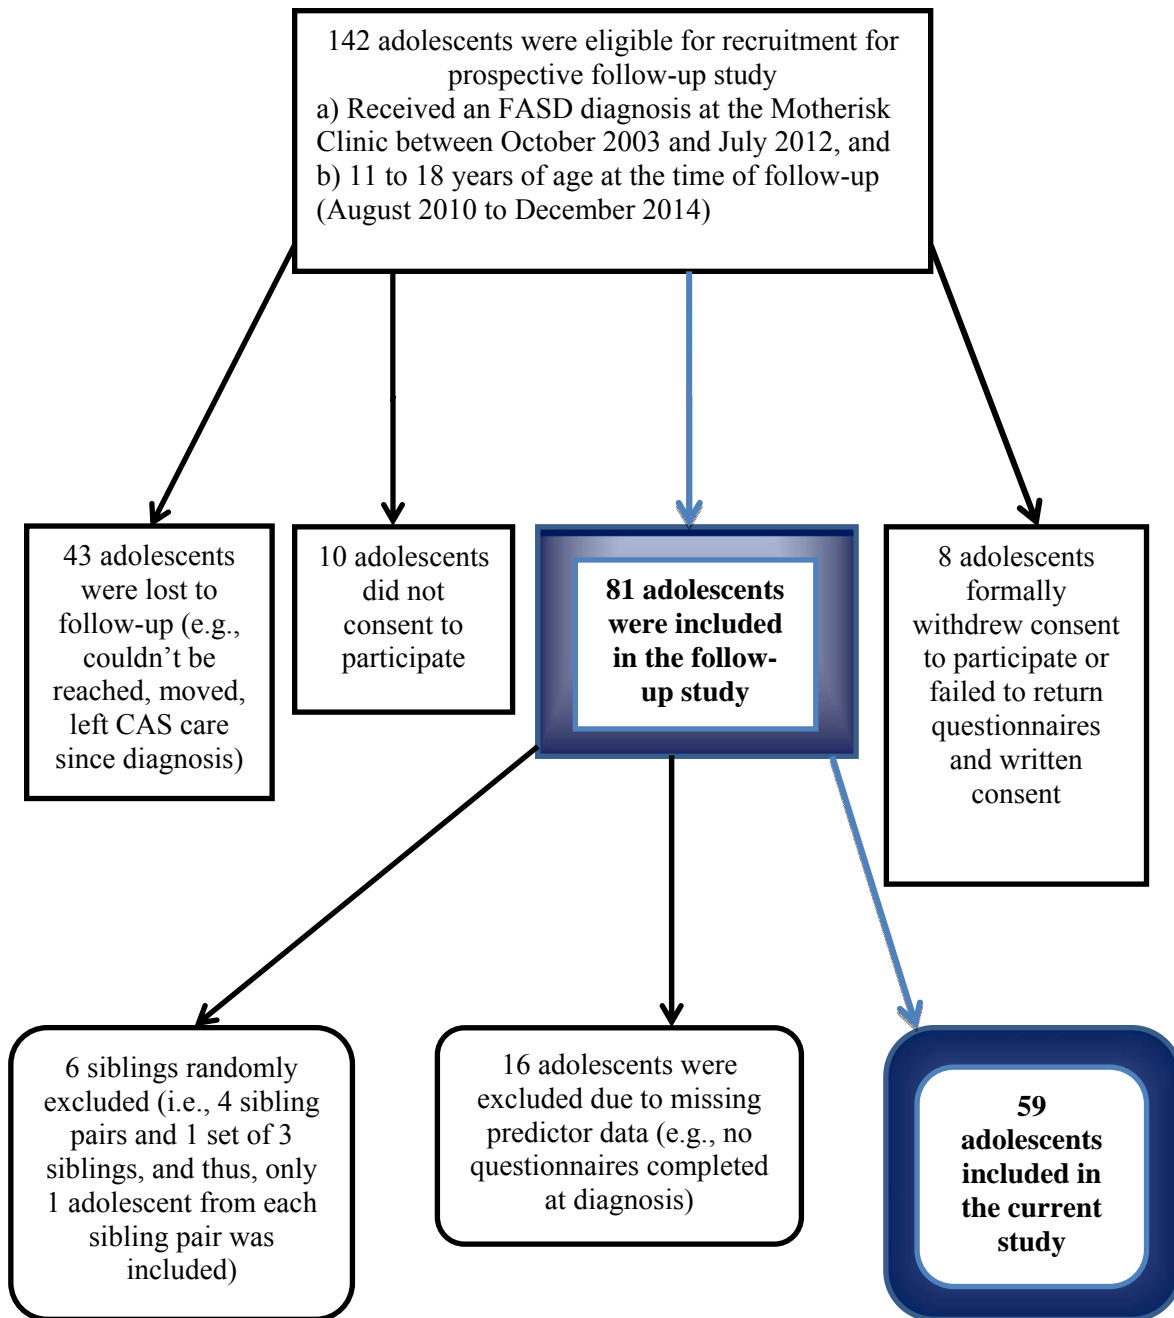 142 adolescents were eligible for recruitment for
prospective follow-up study
a) Received an FASD diagnosis at the Motherisk
Clinic between October 2003 and July 2012, and
b) 11 to 18 years of age at the time of follow-up
(August 2010 to December 2014)
43 adolescents
were lost to
follow-up (e.g.,
couldn’t be
reached, moved,
left CAS care
since diagnosis)
10 adolescents
did not
consent to
participate
81 adolescents
were included
in the follow-
up study
8 adolescents
formally
withdrew consent
to participate or
failed to return
questionnaires
and written
consent
6 siblings randomly
excluded (i.e., 4 sibling
pairs and 1 set of 3
siblings, and thus, only
1 adolescent from each
sibling pair was
included)
16 adolescents were
excluded due to missing
predictor data (e.g., no
questionnaires completed
at diagnosis)
59
adolescents
included in
the current
study